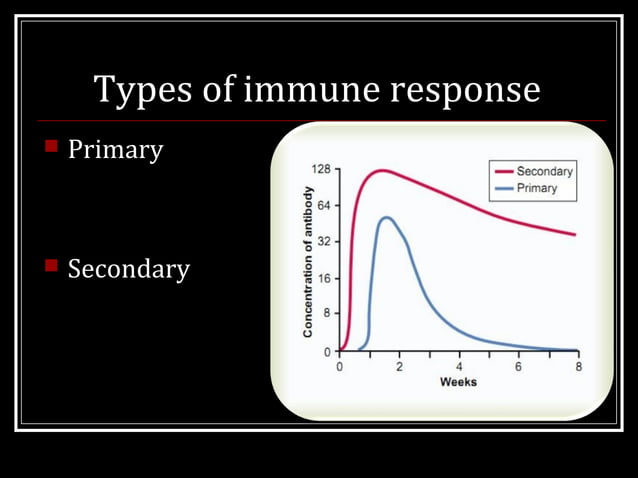 Types of immune response
Primary
Secondary
Secondary
Primary
Concentration of antibody
128
64
32
16
8
0
0 2 4 6 8
Weeks